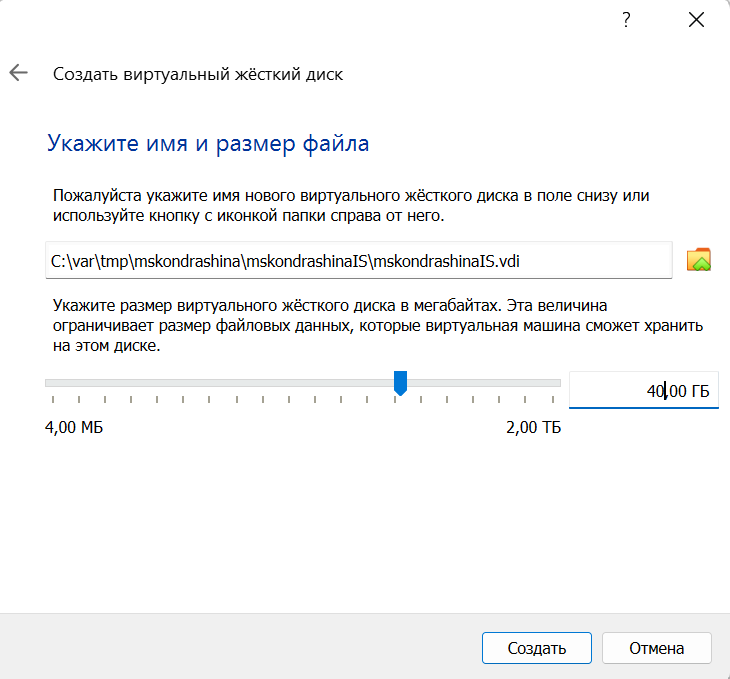 ?
Создать виртуальный жёсткий диск
Укажите имя и размер файла
Пожалуйста укажите имя нового виртуального жёсткого диска в поле снизу или
используйте кнопку с иконкой папки справа от него.
C:\var\tmp\mskondrashina\mskondrashinaIS\mskondrashinaIS.vdi
Укажите размер виртуального жёсткого диска в мегабайтах. Эта величина
ограничивает размер файловых данных, которые виртуальная машина сможет хранить
на этом диске.
40,00 ГБ
4,00 МБ 2,00 ТБ
Создать Отмена